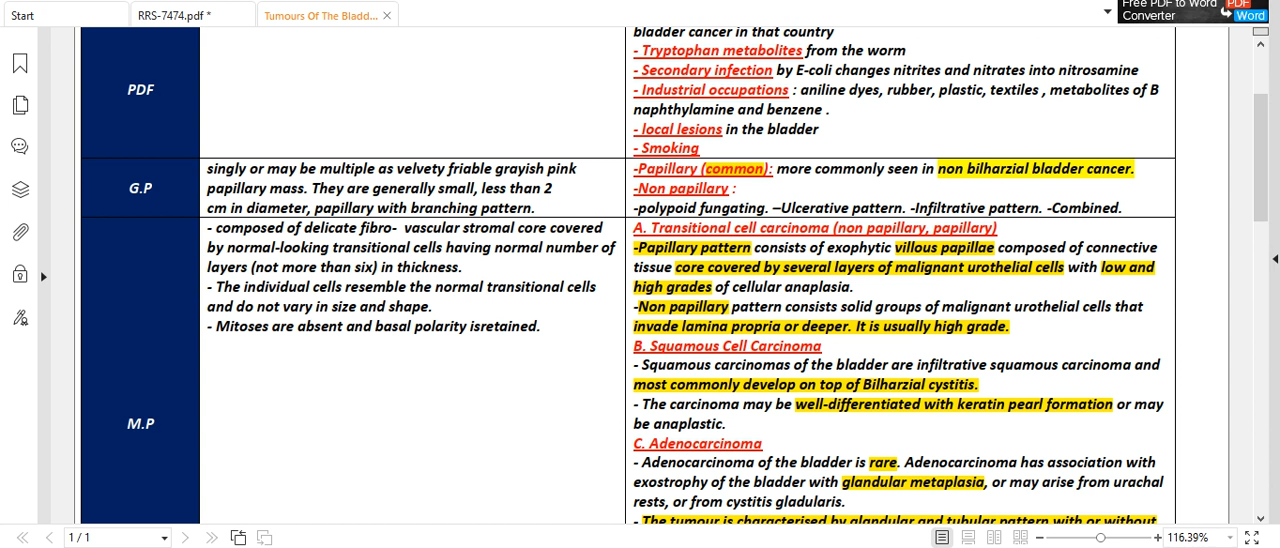 Start
RRS-7474.pdf *
Tumours Of The Bladd...
Free PDF to Word
Converter
PDF
Word
bladder cancer in that country
- Tryptophan metabolites from the worm
- Secondary infection by E-coli changes nitrites and nitrates into nitrosamine
- Industrial occupations : aniline dyes, rubber, plastic, textiles , metabolites of B
naphthylamine and benzene .
- local lesions in the bladder
- Smoking
PDF
G.P
singly or may be multiple as velvety friable grayish pink
papillary mass. They are generally small, less than 2
cm in diameter, papillary with branching pattern.
-Papillary (common): more commonly seen in non bilharzial bladder cancer.
-Non papillary :
-polypoid fungating. –Ulcerative pattern. -Infiltrative pattern. -Combined.
M.P
- composed of delicate fibro- vascular stromal core covered
by normal-looking transitional cells having normal number of
layers (not more than six) in thickness.
- The individual cells resemble the normal transitional cells
and do not vary in size and shape.
- Mitoses are absent and basal polarity isretained.
A. Transitional cell carcinoma (non papillary, papillary)
-Papillary pattern consists of exophytic villous papillae composed of connective
tissue core covered by several layers of malignant urothelial cells with low and
high grades of cellular anaplasia.
-Non papillary pattern consists solid groups of malignant urothelial cells that
invade lamina propria or deeper. It is usually high grade.
B. Squamous Cell Carcinoma
- Squamous carcinomas of the bladder are infiltrative squamous carcinoma and
most commonly develop on top of Bilharzial cystitis.
- The carcinoma may be well-differentiated with keratin pearl formation or may
be anaplastic.
C. Adenocarcinoma
- Adenocarcinoma of the bladder is rare. Adenocarcinoma has association with
exostrophy of the bladder with glandular metaplasia, or may arise from urachal
rests, or from cystitis gladularis.
- The tumour is characterised by glandular and tubular pattern with or without
1 / 1
116.39%